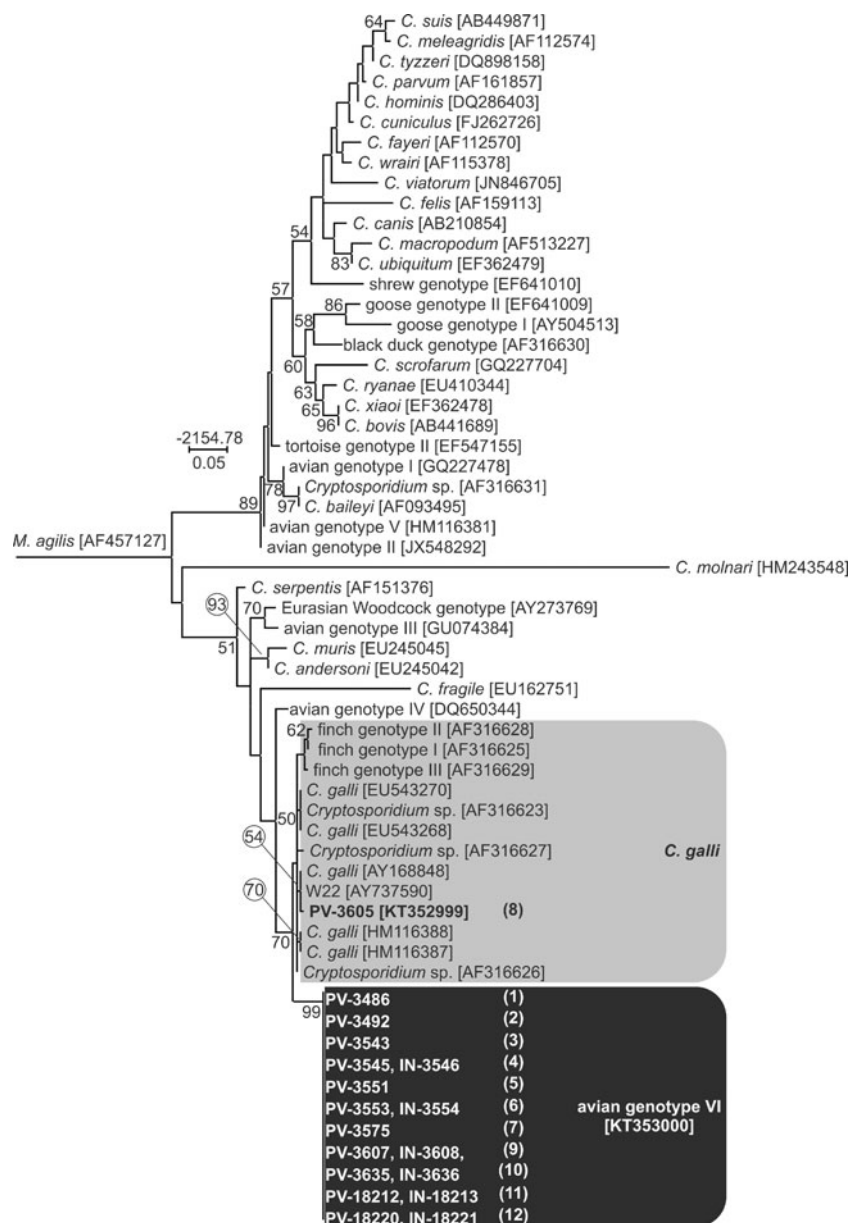 64 C. suis [AB449871]
C. meleagridis [AF112574]
C. tyzzeri [DQ898158]
C. parvum [AF161857]
C. hominis [DQ286403]
C. cuniculus [FJ262726]
C. fayeri [AF112570]
C. wrairi [AF115378]
C. viatorum [JN846705]
C. felis [AF159113]
C. canis [AB210854]
54 C. macropodum [AF513227]
83 C. ubiquitum [EF362479]
shrew genotype [EF641010]
57 86 goose genotype II [EF641009]
58 goose genotype I [AY504513]
black duck genotype [AF316630]
60 C. scrofarum [GQ227704]
63 C. ryanae [EU410344]
65 C. xiaoi [EF362478]
96 C. bovis [AB441689]
-2154.78 tortoise genotype II [EF547155]
0.05 avian genotype I [GQ227478]
78 Cryptosporidium sp. [AF316631]
89 97 C. baileyi [AF093495]
avian genotype V [HM116381]
M. agilis [AF457127]
avian genotype II [JX548292]
C. molnari [HM243548]
C. serpentis [AF151376]
93 70 Eurasian Woodcock genotype [AY273769]
avian genotype III [GU074384]
51 C. muris [EU245045]
C. andersoni [EU245042]
C. fragile [EU162751]
avian genotype IV [DQ650344]
62 finch genotype II [AF316628]
finch genotype I [AF316625]
finch genotype III [AF316629]
C. galli [EU543270]
50 Cryptosporidium sp. [AF316623]
54 C. galli [EU543268]
Cryptosporidium sp. [AF316627] C. galli
70 C. galli [AY168848]
W22 [AY737590]
PV-3605 [KT352999] (8)
C. galli [HM116388]
70 C. galli [HM116387]
Cryptosporidium sp. [AF316626]
99 PV-3486 (1)
PV-3492 (2)
PV-3543 (3)
PV-3545, IN-3546 (4)
PV-3551 (5)
PV-3553, IN-3554 (6) avian genotype VI
PV-3575 (7) [KT353000]
PV-3607, IN-3608, (9)
PV-3635, IN-3636 (10)
PV-18212, IN-18213 (11)
PV-18220, IN-18221 (12)